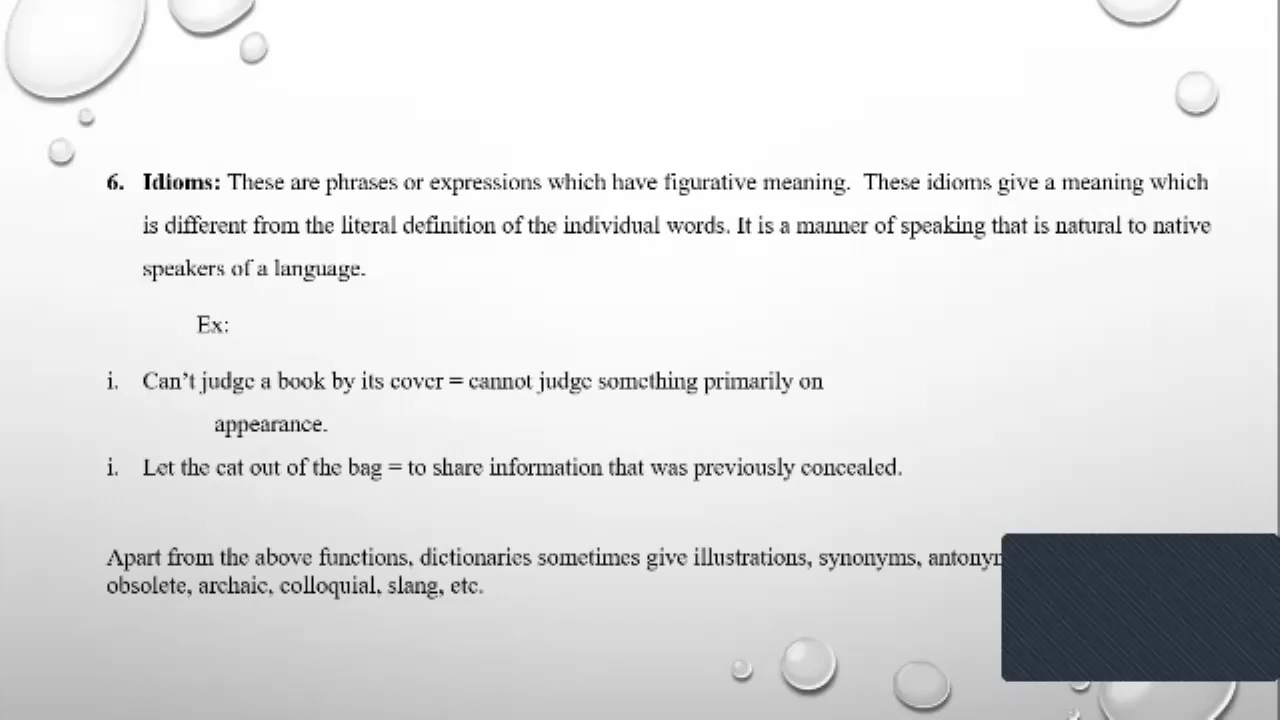 6. Idioms: These are phrases or expressions which have figurative meaning. These idioms give a meaning which
is different from the literal definition of the individual words. It is a manner of speaking that is natural to native
speakers of a language.
Ex:
i. Can't judge a book by its cover = cannot judge something primarily on
appearance.
i. Let the cat out of the bag = to share information that was previously concealed.
Apart from the above functions, dictionaries sometimes give illustrations, synonyms,
obsolete, archaic, colloquial, slang, etc.